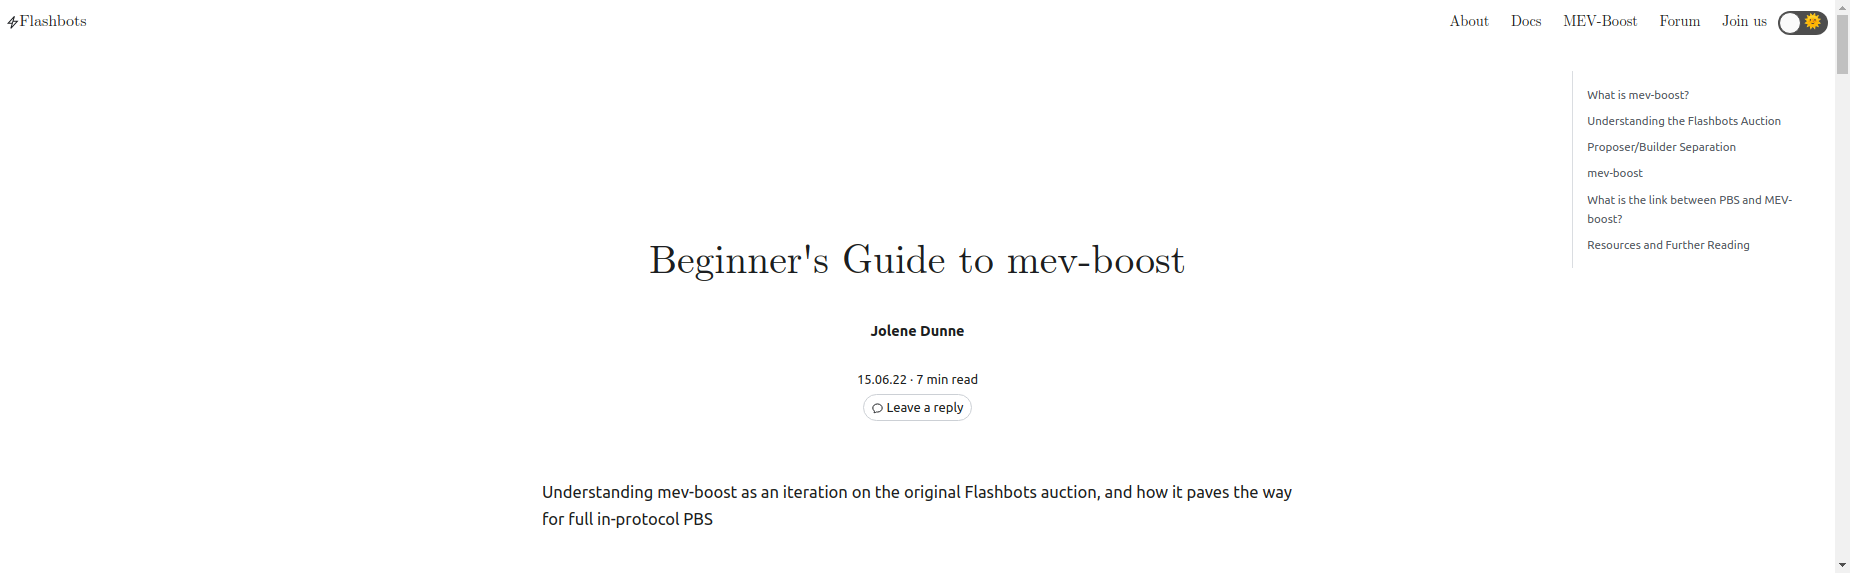 Flashbots
About Docs MEV-Boost Forum Join us
What is mev-boost?
Understanding the Flashbots Auction
Proposer/Builder Separation
mev-boost
What is the link between PBS and MEV-
boost?
Resources and Further Reading
Beginner's Guide to mev-boost
Jolene Dunne
15.06.22 · 7 min read
Leave a reply
Understanding mev-boost as an iteration on the original Flashbots auction, and how it paves the way
for full in-protocol PBS